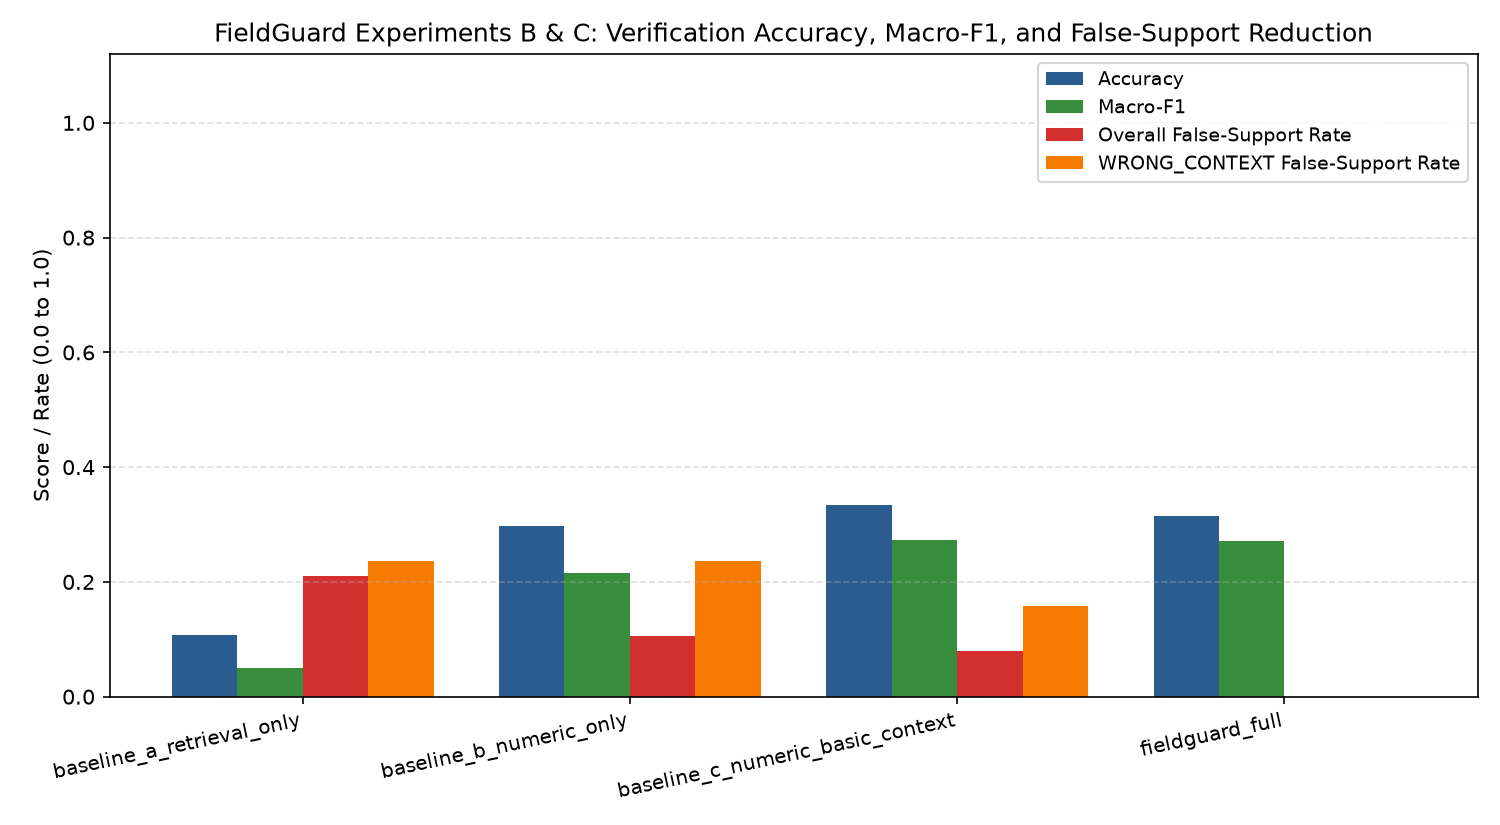 FieldGuard Experiments B & C: Verification Accuracy, Macro-F1, and False-Support Reduction
Accuracy
Macro-F1
Overall False-Support Rate
WRONG_CONTEXT False-Support Rate
Score / Rate (0.0 to 1.0)
1.0
0.8
0.6
0.4
0.2
0.0
baseline_a_retrieval_only
baseline_b_numeric_only
baseline_c_numeric_basic_context
fieldguard_full